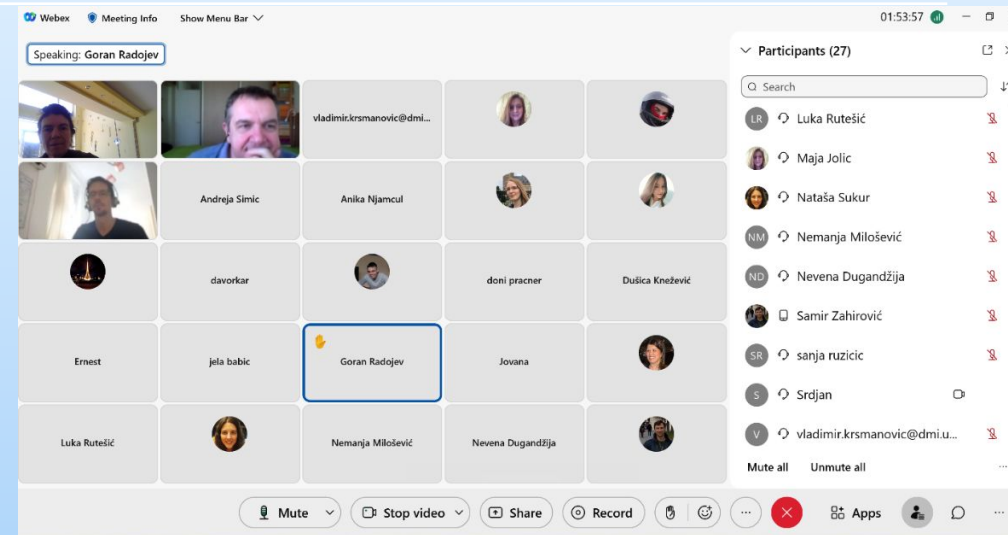 Webex Meeting Info Show Menu Bar 01:53:57
Speaking: Goran Radojev
vladimir.krsmanovic@dmi...
Andreja Simic
Anika Njamcul
davorkar
doni pracner
Dušica Knežević
Ernest
jela babic
Goran Radojev
Jovana
Luka Rutešić
Nemanja Milošević
Nevena Dugandžija
Participants (27)
Search
LR Luka Rutešić
Maja Jolic
Nataša Sukur
NM Nemanja Milošević
ND Nevena Dugandžija
Samir Zahirović
SR sanja ruzicic
S Srdjan
V vladimir.krsmanovic@dmi.u...
Mute all Unmute all ...
Mute Stop video Share Record ... Apps ...